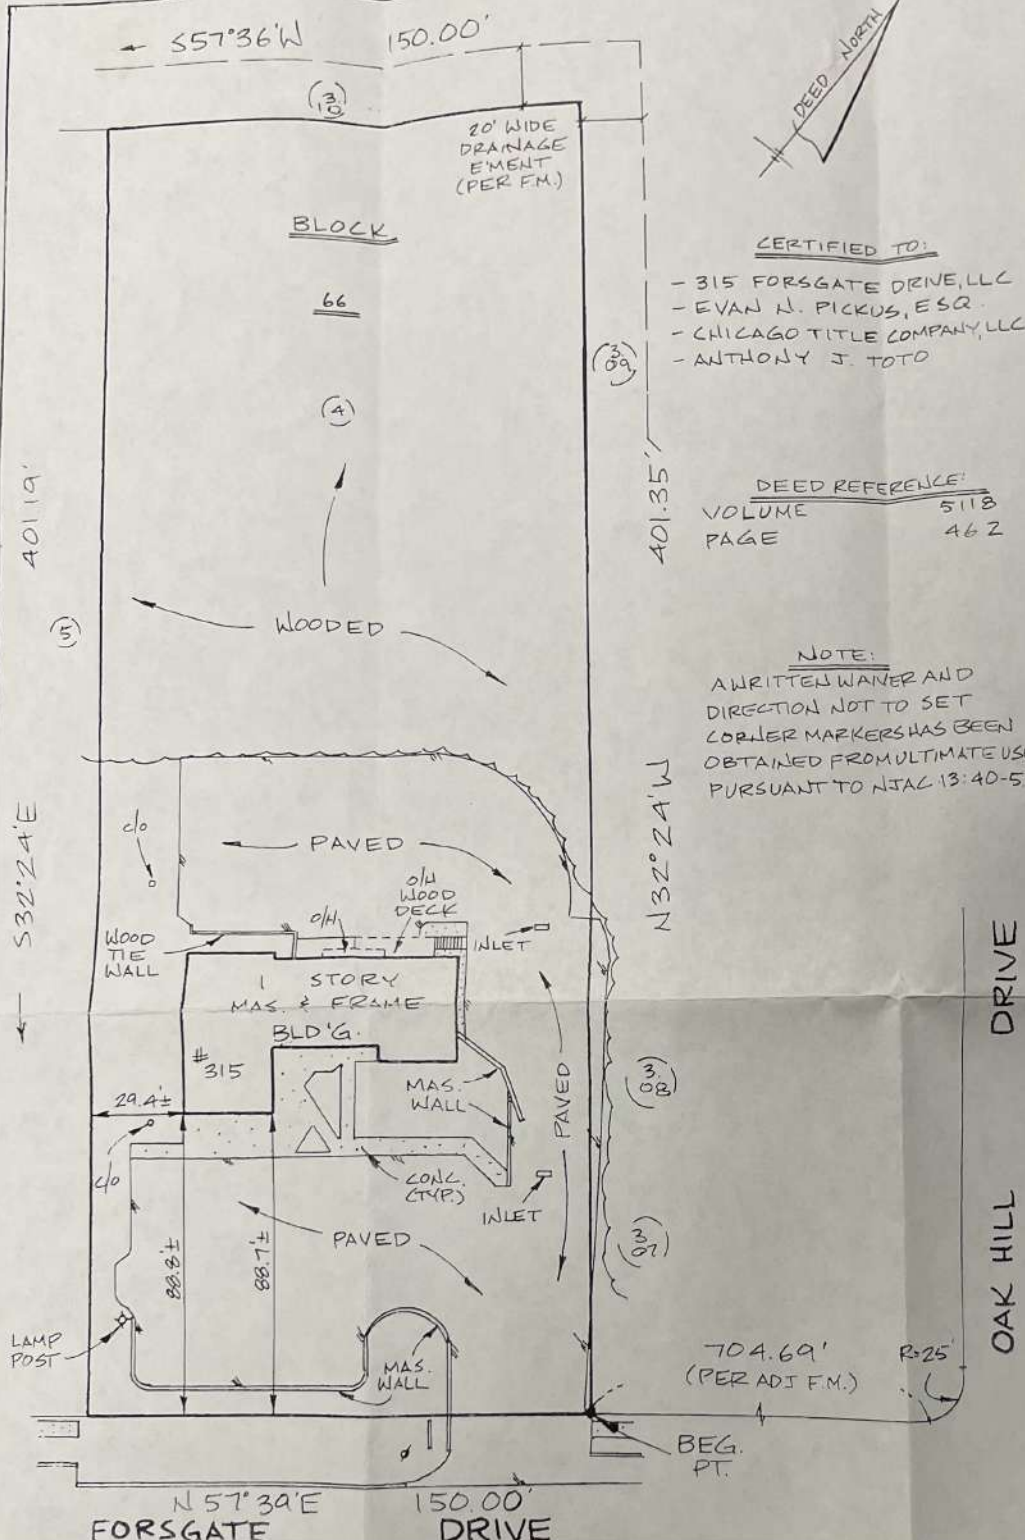 S57°36'W 150.00'
DEED NORTH
(3/10)
20' WIDE
DRAINAGE
E'MENT
(PER F.M.)
BLOCK
66
(4)
CERTIFIED TO:
- 315 FORSGATE DRIVE, LLC
- EVAN N. PICKUS, ESQ.
- CHICAGO TITLE COMPANY, LLC
- ANTHONY J. TOTO
(3/09)
DEED REFERENCE:
VOLUME 5118
PAGE 462
401.19'
401.35'
(5)
WOODED
NOTE:
A WRITTEN WAIVER AND
DIRECTION NOT TO SET
CORNER MARKERS HAS BEEN
OBTAINED FROM ULTIMATE US
PURSUANT TO NJAC 13:40-5
S32°24'E
N32°24'W
c/o
PAVED
O/H
WOOD
DECK
O/H
WOOD
TIE
WALL
INLET
1 STORY
MAS. & FRAME
BLD'G.
#315
MAS.
WALL
PAVED
(3.08)
29.4±
c/o
CONC.
(TYP.)
INLET
(3/07)
PAVED
88.8'±
88.7'±
LAMP
POST
MAS.
WALL
704.69'
(PER ADJ F.M.)
R=25'
OAK HILL DRIVE
BEG.
PT.
N57°39'E 150.00'
FORSGATE DRIVE